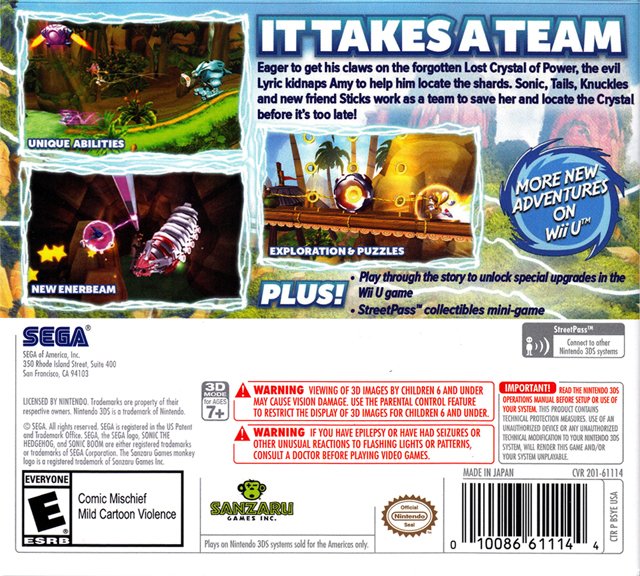 IT TAKES A TEAM
Eager to get his claws on the forgotten Lost Crystal of Power, the evil
Lyric kidnaps Amy to help him locate the shards. Sonic, Tails, Knuckles
and new friend Sticks work as a team to save her and locate the Crystal
before it's too late!
UNIQUE ABILITIES
MORE NEW
ADVENTURES
ON
Wii U™
EXPLORATION & PUZZLES
NEW ENERBEAM
PLUS!
• Play through the story to unlock special upgrades in the
Wii U game
• StreetPass™ collectibles mini-game
SEGA®
SEGA of America, Inc.
350 Rhode Island Street, Suite 400
San Francisco, CA 94103
StreetPass™
Connect to other
Nintendo 3DS systems
LICENSED BY NINTENDO. Trademarks are property of their
respective owners. Nintendo 3DS is a trademark of Nintendo.
© SEGA. All rights reserved. SEGA is registered in the US Patent
and Trademark Office. SEGA, the SEGA logo, SONIC THE
HEDGEHOG, and SONIC BOOM are either registered trademarks
or trademarks of SEGA Corporation. The Sanzaru Games monkey
logo is a registered trademark of Sanzaru Games Inc.
3D
MODE
for AGES
7+
WARNING VIEWING OF 3D IMAGES BY CHILDREN 6 AND UNDER
MAY CAUSE VISION DAMAGE. USE THE PARENTAL CONTROL FEATURE
TO RESTRICT THE DISPLAY OF 3D IMAGES FOR CHILDREN 6 AND UNDER.
WARNING IF YOU HAVE EPILEPSY OR HAVE HAD SEIZURES OR
OTHER UNUSUAL REACTIONS TO FLASHING LIGHTS OR PATTERNS,
CONSULT A DOCTOR BEFORE PLAYING VIDEO GAMES.
IMPORTANT! READ THE NINTENDO 3DS
OPERATIONS MANUAL BEFORE SETUP OR USE OF
YOUR SYSTEM. THIS PRODUCT CONTAINS
TECHNICAL PROTECTION MEASURES. USE OF AN
UNAUTHORIZED DEVICE OR ANY UNAUTHORIZED
TECHNICAL MODIFICATION TO YOUR NINTENDO 3DS
SYSTEM, WILL RENDER THIS GAME AND/OR
YOUR SYSTEM UNPLAYABLE.
MADE IN JAPAN
CVR 201-61114
EVERYONE
E
ESRB
Comic Mischief
Mild Cartoon Violence
SANZARU
GAMES INC.
Official
Nintendo
Seal
Plays on Nintendo 3DS systems sold for the Americas only.
0 10086 61114 4
CTR P BSYE USA